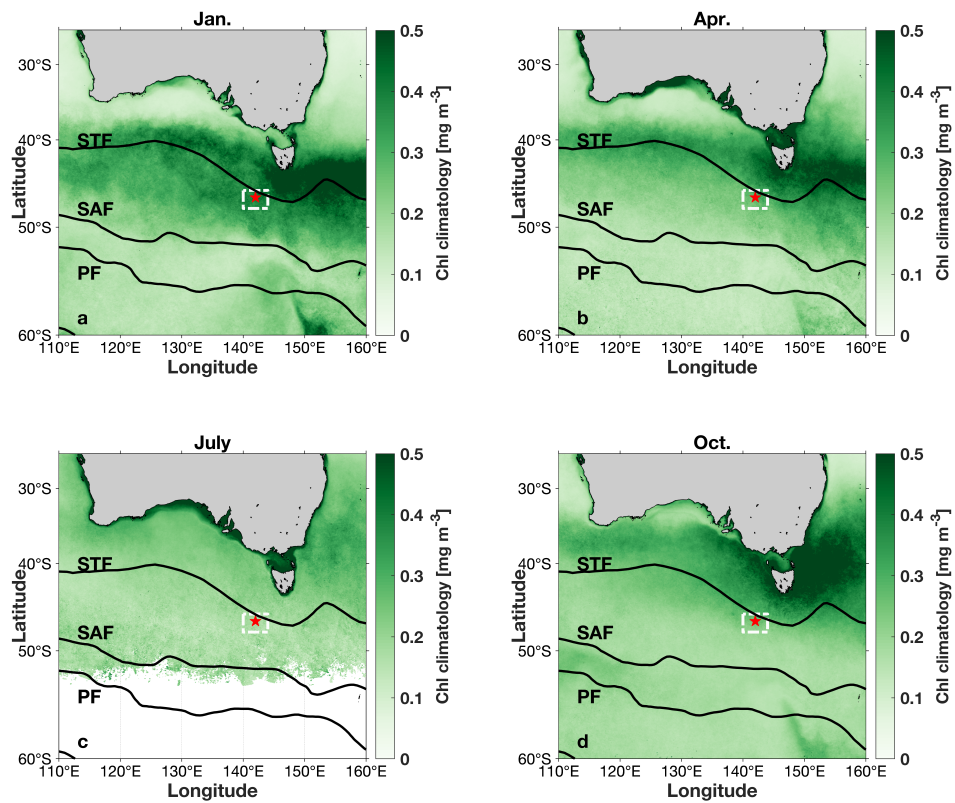 Jan.
30°S
40°S
50°S
60°S
Latitude
STF
SAF
PF
a
110°E 120°E 130°E 140°E 150°E 160°E
Longitude
0.5
0.4
0.3
0.2
0.1
0
Chl climatology [mg m⁻³]
Apr.
30°S
40°S
50°S
60°S
Latitude
STF
SAF
PF
b
110°E 120°E 130°E 140°E 150°E 160°E
Longitude
0.5
0.4
0.3
0.2
0.1
0
Chl climatology [mg m⁻³]
July
30°S
40°S
50°S
60°S
Latitude
STF
SAF
PF
c
110°E 120°E 130°E 140°E 150°E 160°E
Longitude
0.5
0.4
0.3
0.2
0.1
0
Chl climatology [mg m⁻³]
Oct.
30°S
40°S
50°S
60°S
Latitude
STF
SAF
PF
d
110°E 120°E 130°E 140°E 150°E 160°E
Longitude
0.5
0.4
0.3
0.2
0.1
0
Chl climatology [mg m⁻³]